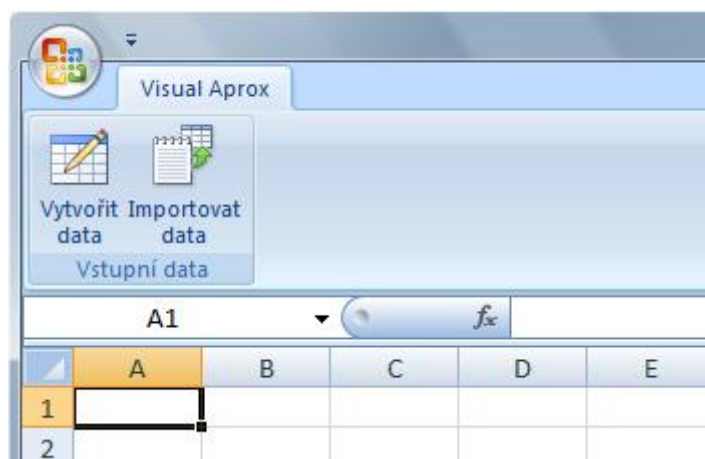 Visual Aprox
Vytvořit Importovat
data data
Vstupní data
A1 fx
A B C D E
1
2